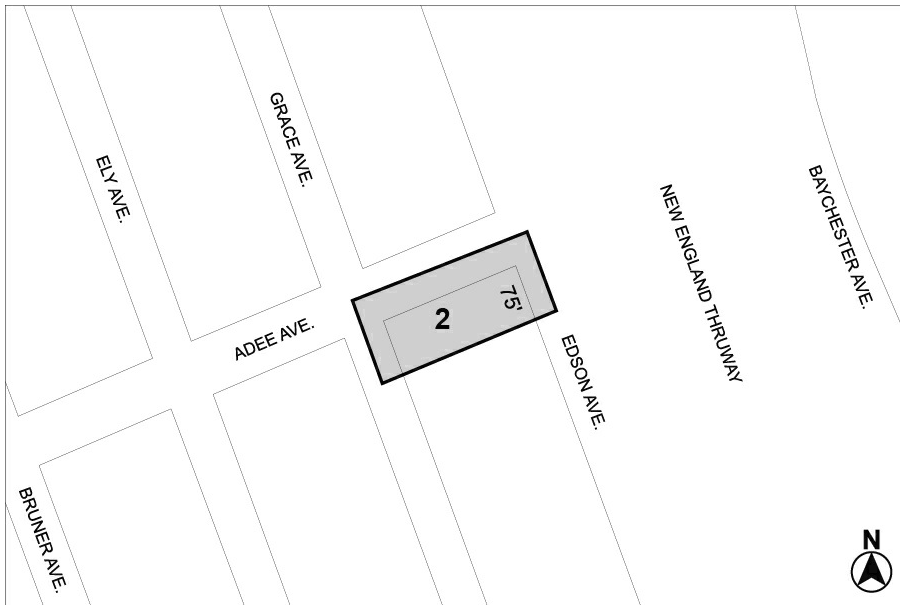 GRACE AVE.
ELY AVE.
BAYCHESTER AVE.
NEW ENGLAND THRUWAY
75'
2
ADEE AVE.
EDSON AVE.
BRUNER AVE.
N